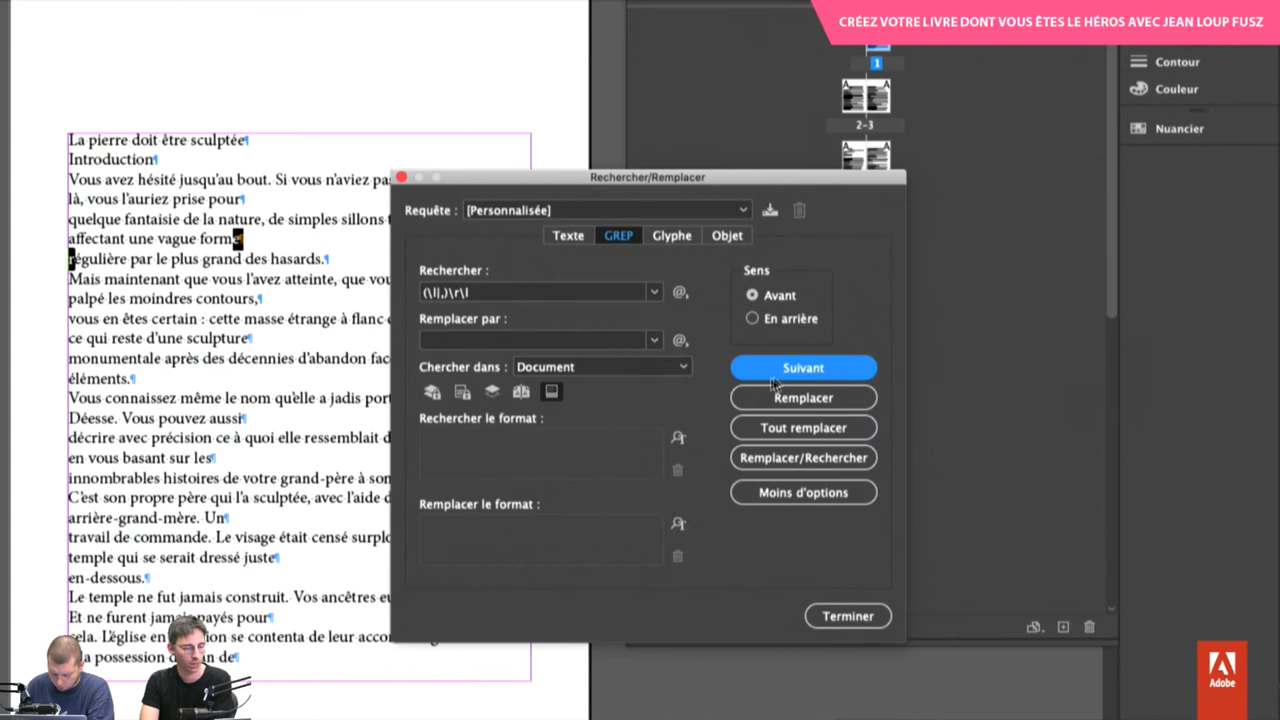 CRÉEZ VOTRE LIVRE DONT VOUS ÊTES LE HÉROS AVEC JEAN LOUP FUSZ
La pierre doit être sculptée¶
Introduction¶
Vous avez hésité jusqu'au bout. Si vous n'aviez pa
là, vous l'auriez prise pour¶
quelque fantaisie de la nature, de simples sillons
affectant une vague forme¶
régulière par le plus grand des hasards.¶
Mais maintenant que vous l'avez atteinte, que vous
palpé les moindres contours,¶
vous en êtes certain : cette masse étrange à flanc
ce qui reste d'une sculpture¶
monumentale après des décennies d'abandon fac
éléments.¶
Vous connaissez même le nom qu'elle a jadis port
Déesse. Vous pouvez aussi¶
décrire avec précision ce à quoi elle ressemblait d
en vous basant sur les¶
innombrables histoires de votre grand-père à son
C'est son propre père qui l'a sculptée, avec l'aide d
arrière-grand-mère. Un¶
travail de commande. Le visage était censé surplo
temple qui se serait dressé juste¶
en-dessous.¶
Le temple ne fut jamais construit. Vos ancêtres eu
Et ne furent jamais payés pour¶
cela. L'église en se contenta de leur
la possession de¶
Rechercher/Remplacer
Requête : [Personnalisée]
Texte GREP Glyphe Objet
Rechercher :
(\l|,)\r\l
@,
Remplacer par :
@,
Chercher dans : Document
Rechercher le format :
Remplacer le format :
Sens
Avant
En arrière
Suivant
Remplacer
Tout remplacer
Remplacer/Rechercher
Moins d'options
Terminer
1
A A
2-3
A A
Contour
Couleur
Nuancier
Adobe